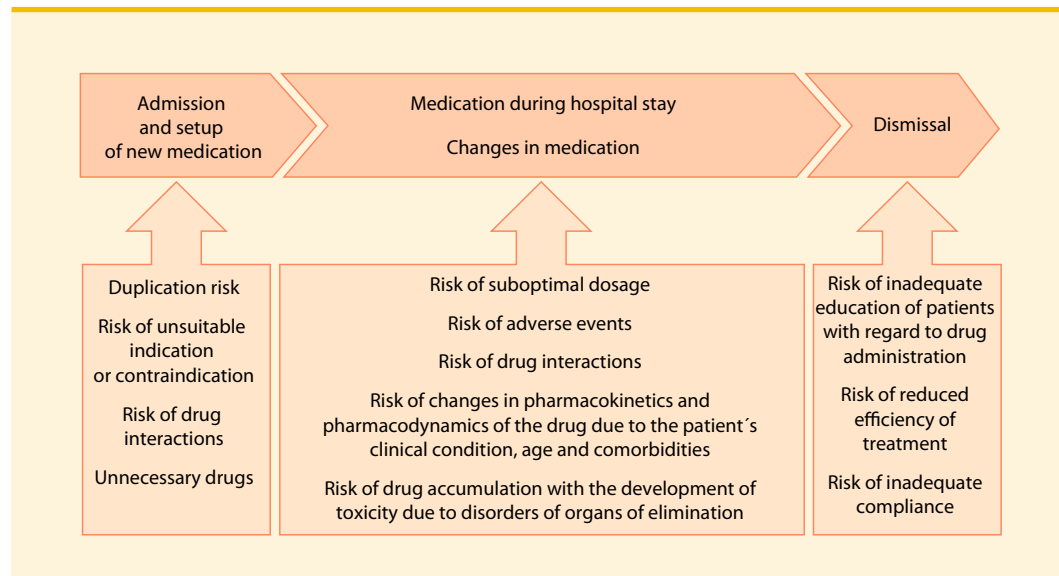 Admission
and setup
of new medication
Medication during hospital stay
Changes in medication
Dismissal
Duplication risk
Risk of unsuitable
indication
or contraindication
Risk of drug
interactions
Unnecessary drugs
Risk of suboptimal dosage
Risk of adverse events
Risk of drug interactions
Risk of changes in pharmacokinetics and
pharmacodynamics of the drug due to the patient´s
clinical condition, age and comorbidities
Risk of drug accumulation with the development of
toxicity due to disorders of organs of elimination
Risk of inadequate
education of patients
with regard to drug
administration
Risk of reduced
efficiency of
treatment
Risk of inadequate
compliance